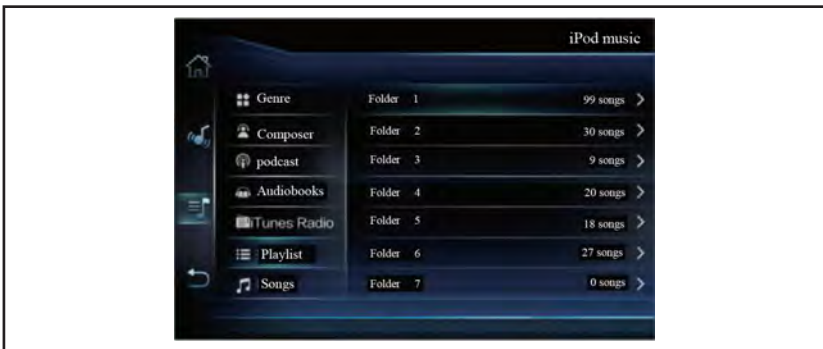 iPod music
Genre Folder 1 99 songs
Composer Folder 2 30 songs
podcast Folder 3 9 songs
Audiobooks Folder 4 20 songs
iTunes Radio Folder 5 18 songs
Playlist Folder 6 27 songs
Songs Folder 7 0 songs